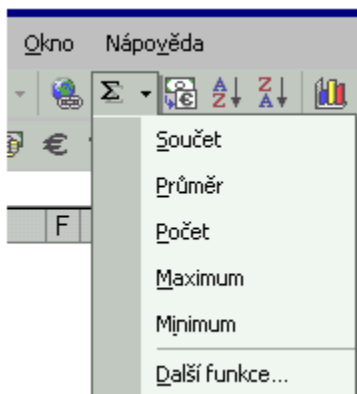 Okno Nápověda
Σ A Z Z A
€
Součet
Průměr
F Počet
Maximum
Minimum
Další funkce...